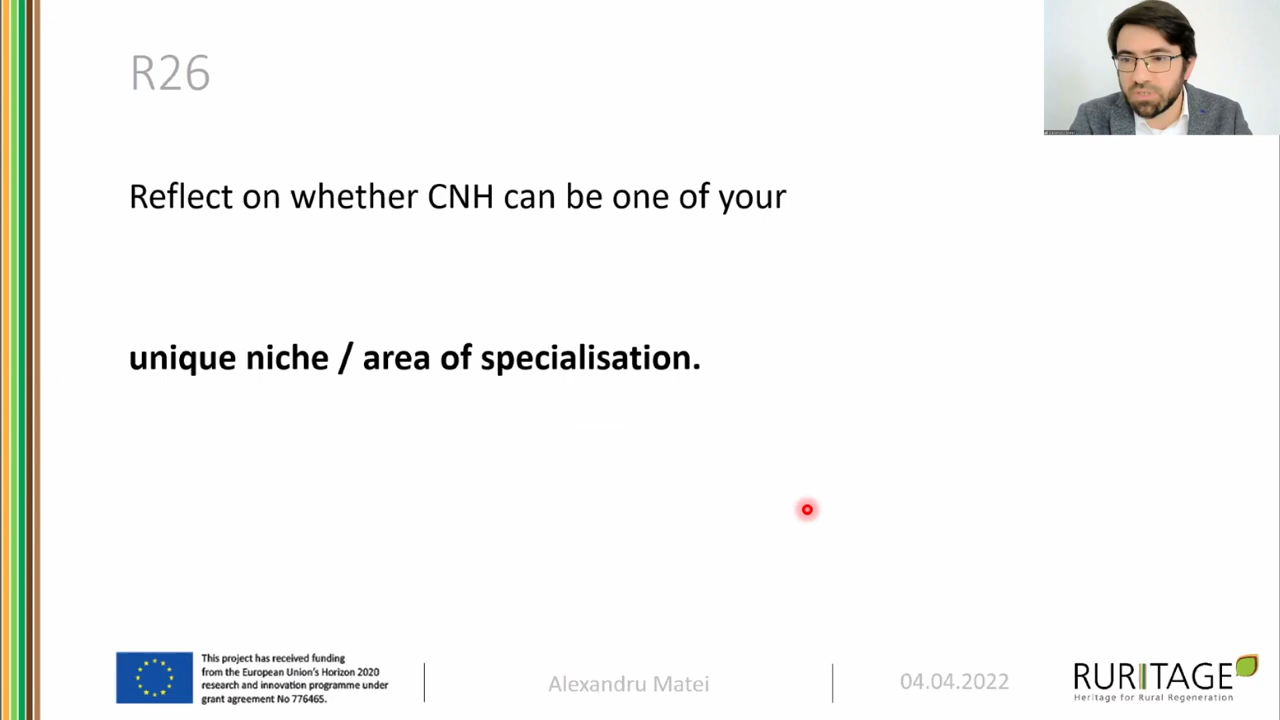 R26
Reflect on whether CNH can be one of your
unique niche / area of specialisation.
This project has received funding
from the European Union's Horizon 2020
research and innovation programme under
grant agreement No 776465.
Alexandru Matei
04.04.2022
RURITAGE
Heritage for Rural Regeneration